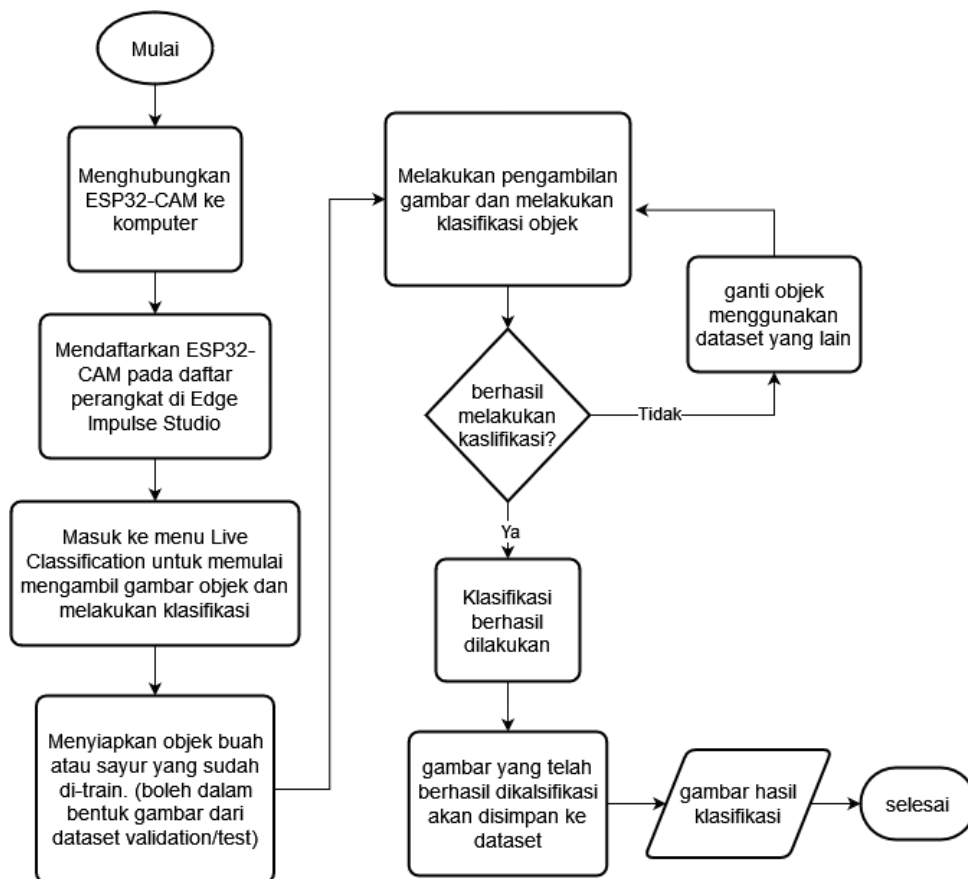 Mulai
Menghubungkan
ESP32-CAM ke
komputer
Mendaftarkan ESP32-
CAM pada daftar
perangkat di Edge
Impulse Studio
Masuk ke menu Live
Classification untuk memulai
mengambil gambar objek dan
melakukan klasifikasi
Menyiapkan objek buah
atau sayur yang sudah
di-train. (boleh dalam
bentuk gambar dari
dataset validation/test)
Melakukan pengambilan
gambar dan melakukan
klasifikasi objek
berhasil
melakukan
kaslifikasi?
Tidak
ganti objek
menggunakan
dataset yang lain
Ya
Klasifikasi
berhasil
dilakukan
gambar yang telah
berhasil dikalsifikasi
akan disimpan ke
dataset
gambar hasil
klasifikasi
selesai